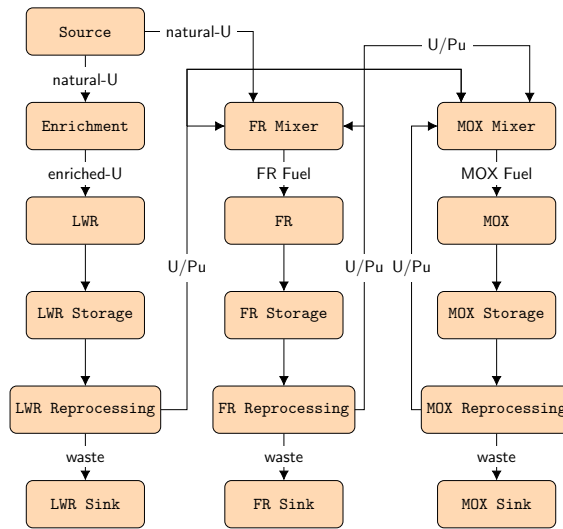 Source
natural-U
U/Pu
natural-U
Enrichment
FR Mixer
MOX Mixer
enriched-U
FR Fuel
MOX Fuel
LWR
FR
MOX
U/Pu
U/Pu
U/Pu
LWR Storage
FR Storage
MOX Storage
LWR Reprocessing
FR Reprocessing
MOX Reprocessing
waste
waste
waste
LWR Sink
FR Sink
MOX Sink